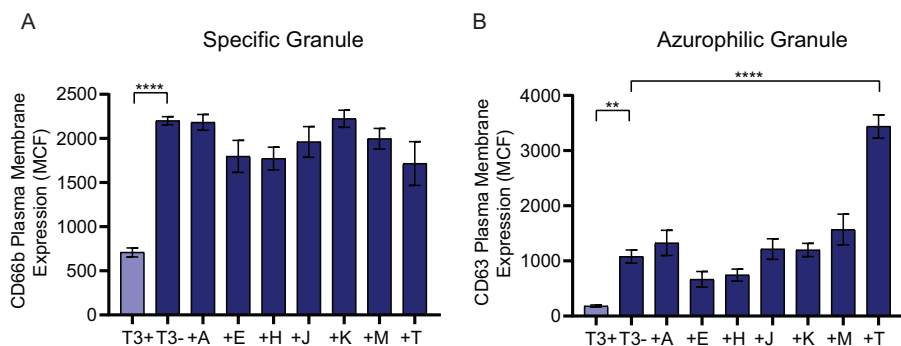 A
Specific Granule
CD66b Plasma Membrane
Expression (MCF)
2500
2000
1500
1000
500
0
****
T3+ T3- +A +E +H +J +K +M +T
B
Azurophilic Granule
CD63 Plasma Membrane
Expression (MCF)
4000
3000
2000
1000
0
**
****
T3+ T3- +A +E +H +J +K +M +T